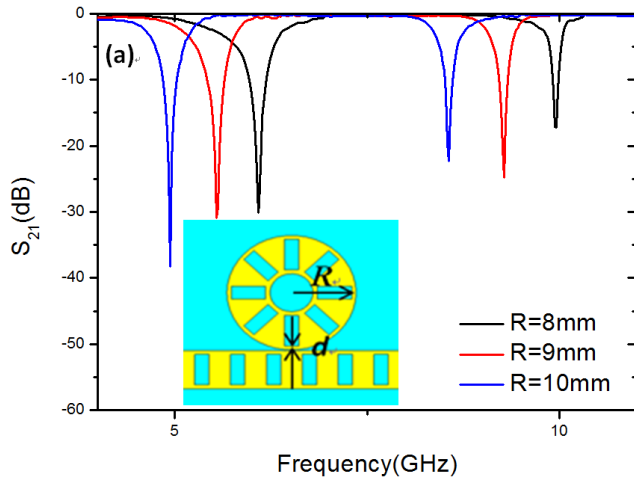 (a)
0
-10
-20
-30
-40
-50
-60
S21(dB)
R
d
R=8mm
R=9mm
R=10mm
5
10
Frequency(GHz)